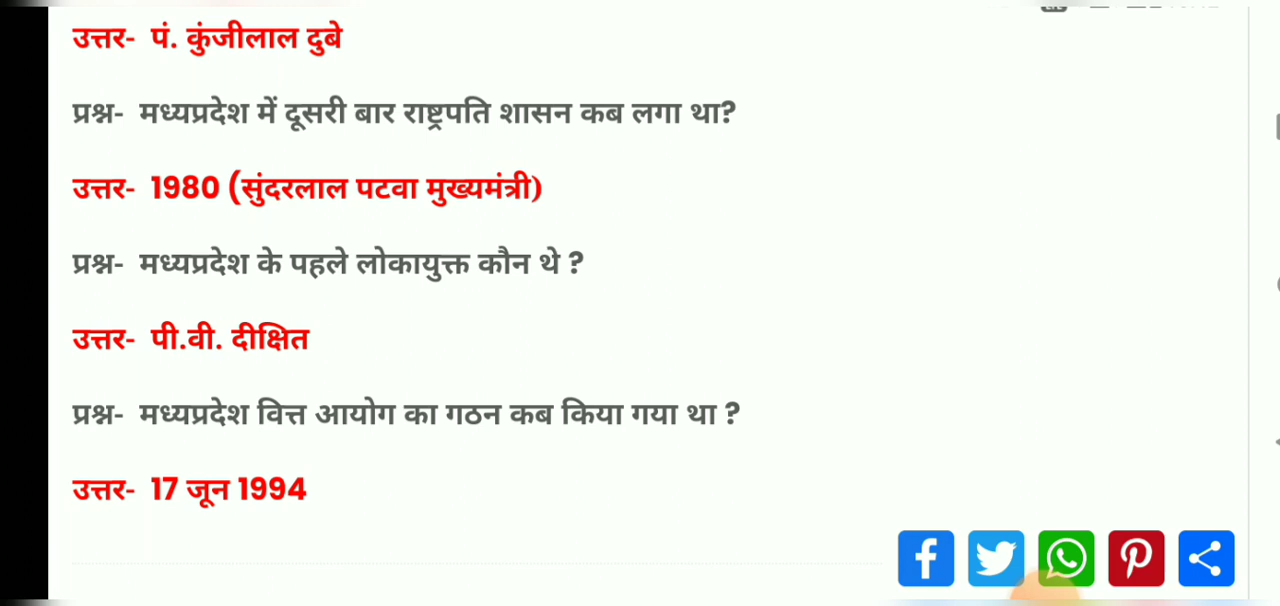 उत्तर- पं. कुंजीलाल दुबे
प्रश्न- मध्यप्रदेश में दूसरी बार राष्ट्रपति शासन कब लगा था?
उत्तर- 1980 (सुंदरलाल पटवा मुख्यमंत्री)
प्रश्न- मध्यप्रदेश के पहले लोकायुक्त कौन थे ?
उत्तर- पी.वी. दीक्षित
प्रश्न- मध्यप्रदेश वित्त आयोग का गठन कब किया गया था ?
उत्तर- 17 जून 1994